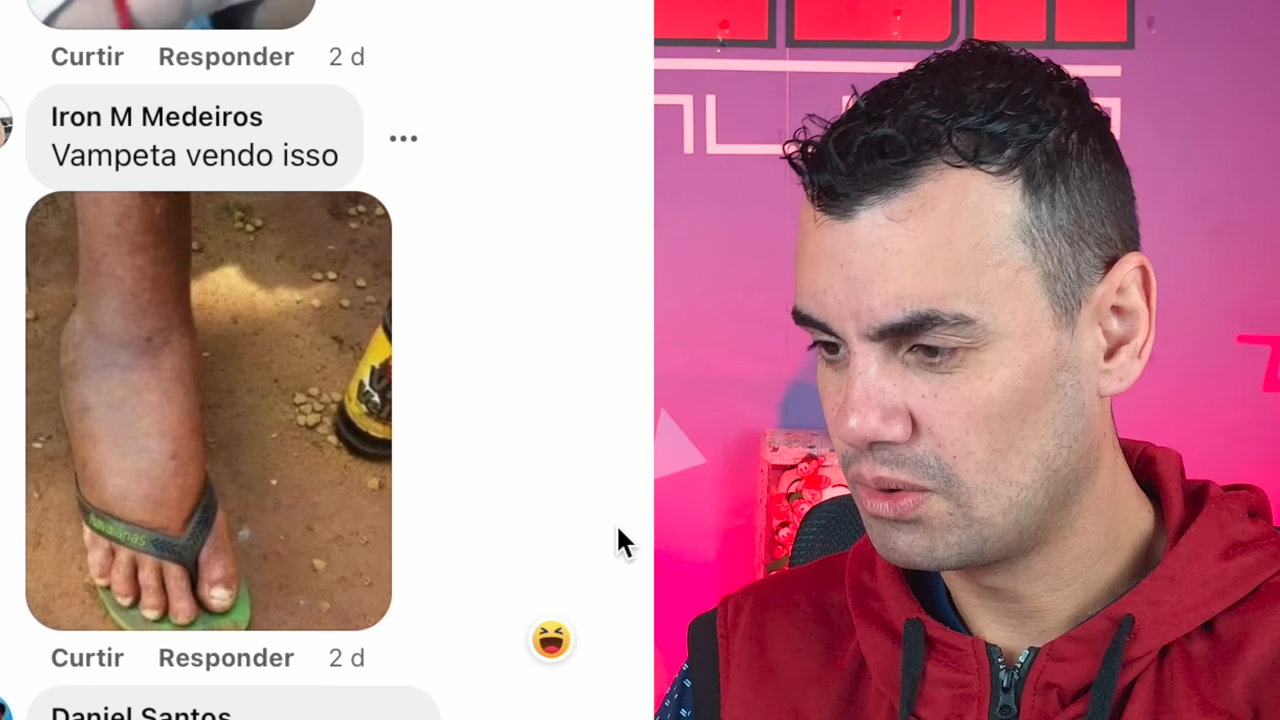 Curtir Responder 2 d
Iron M Medeiros
Vampeta vendo isso
havaianas
Curtir Responder 2 d
Daniel Santos